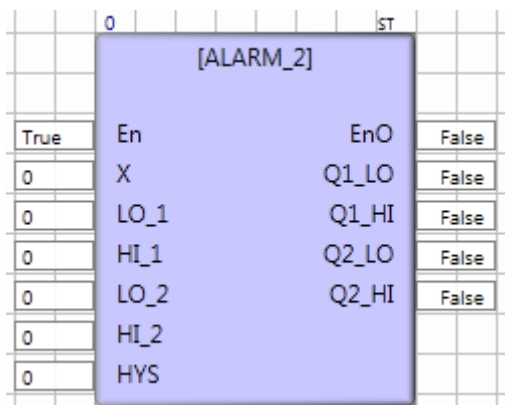 0 ST
[ALARM_2]
True En EnO False
0 X Q1_LO False
0 LO_1 Q1_HI False
0 HI_1 Q2_LO False
0 LO_2 Q2_HI False
0 HI_2
0 HYS